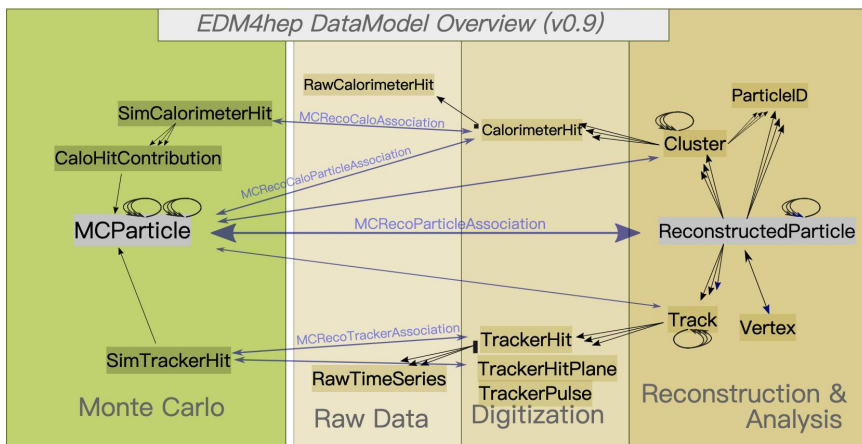 EDM4hep DataModel Overview (v0.9)
RawCalorimeterHit
ParticleID
SimCalorimeterHit
MCRecoCaloAssociation
CalorimeterHit
Cluster
CaloHitContribution
MCRecoCaloParticleAssociation
MCParticle
MCRecoParticleAssociation
ReconstructedParticle
MCRecoTrackerAssociation
TrackerHit
Track
Vertex
SimTrackerHit
RawTimeSeries
TrackerHitPlane
TrackerPulse
Monte Carlo
Raw Data
Digitization
Reconstruction &
Analysis